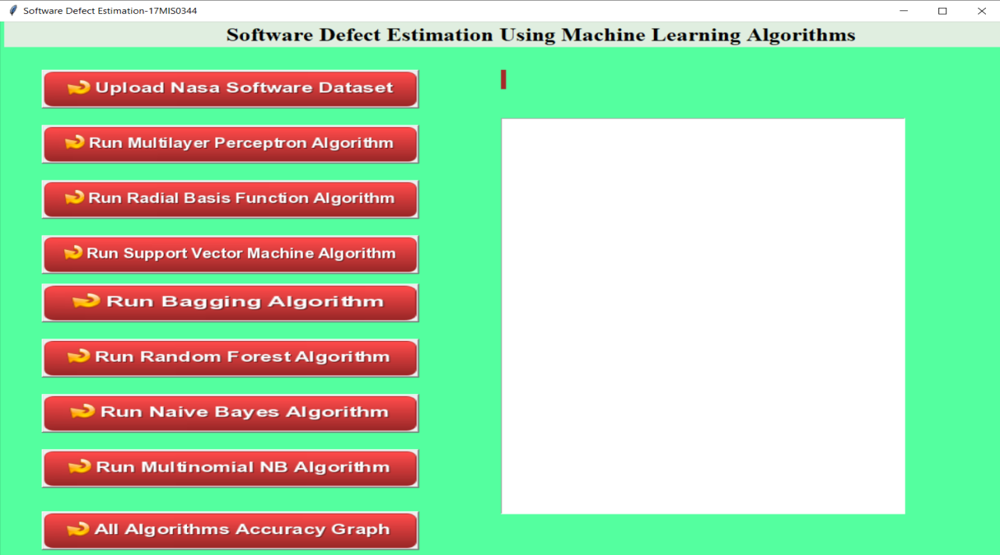 Software Defect Estimation-17MIS0344
Software Defect Estimation Using Machine Learning Algorithms
Upload Nasa Software Dataset
Run Multilayer Perceptron Algorithm
Run Radial Basis Function Algorithm
Run Support Vector Machine Algorithm
Run Bagging Algorithm
Run Random Forest Algorithm
Run Naive Bayes Algorithm
Run Multinomial NB Algorithm
All Algorithms Accuracy Graph